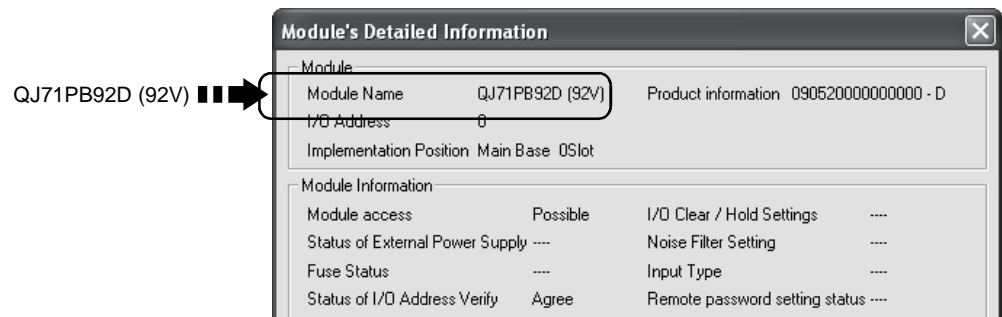 Module's Detailed Information
Module
QJ71PB92D (92V)
Module Name QJ71PB92D (92V) Product information 090520000000000 - D
I/O Address 0
Implementation Position Main Base 0Slot
Module Information
Module access Possible I/O Clear / Hold Settings ----
Status of External Power Supply ---- Noise Filter Setting ----
Fuse Status ---- Input Type ----
Status of I/O Address Verify Agree Remote password setting status ----